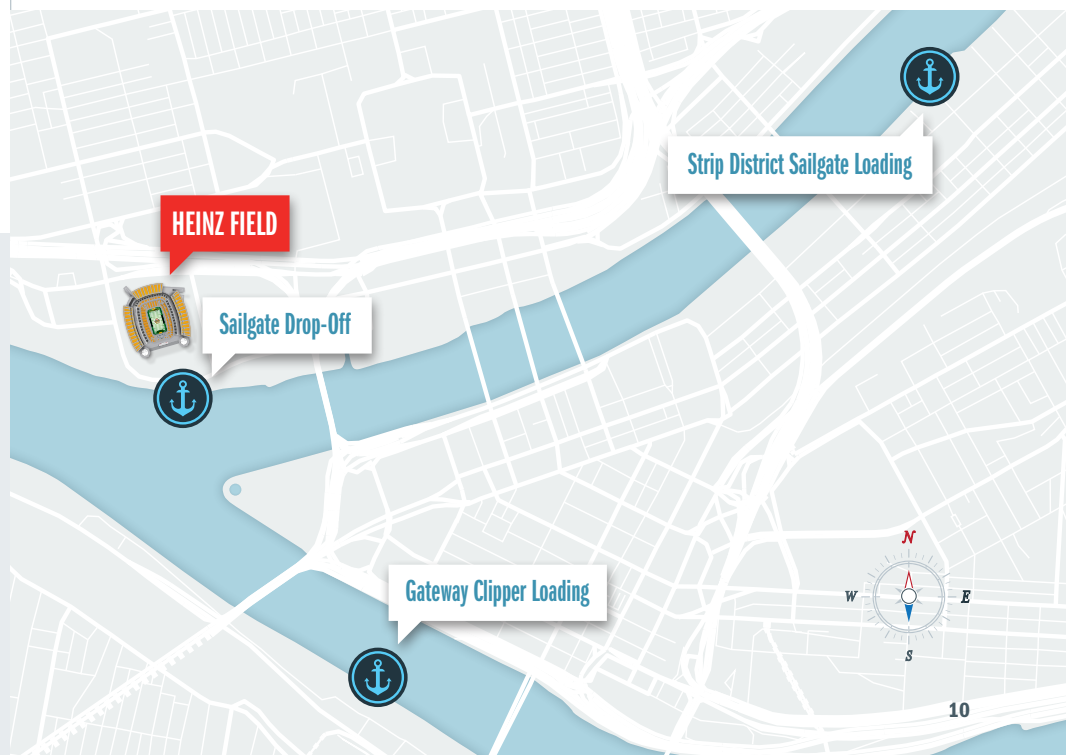 Strip District Sailgate Loading
HEINZ FIELD
Sailgate Drop-Off
Gateway Clipper Loading
N
W
E
S
10